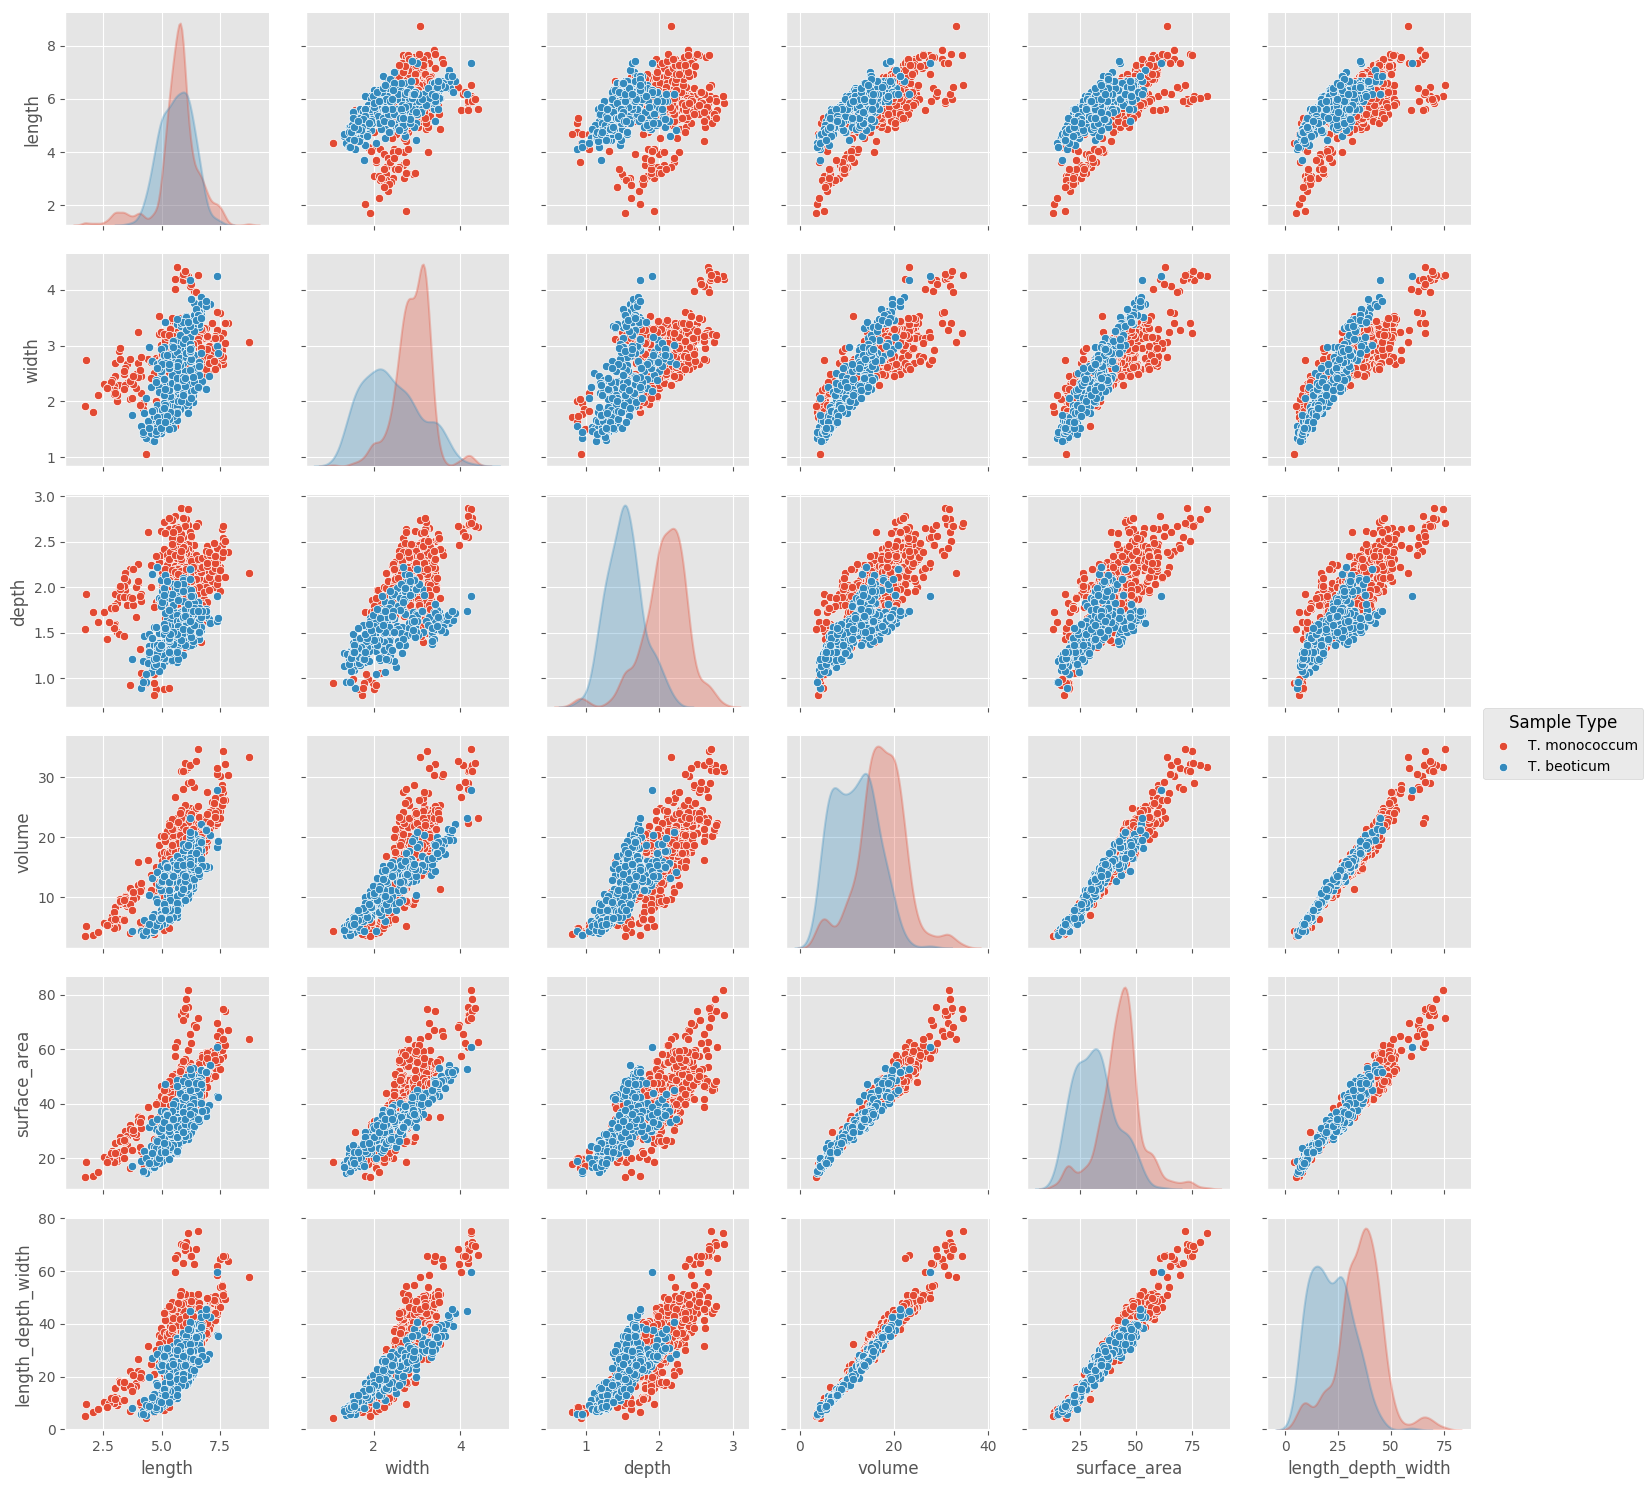 8
6
4
2
length
4
3
2
1
width
3.0
2.5
2.0
1.5
1.0
depth
30
20
10
volume
Sample Type
T. monococcum
T. beoticum
80
60
40
20
surface_area
80
60
40
20
0
length_depth_width
2.5 5.0 7.5 2 4 1 2 3 0 20 40 25 50 75 0 25 50 75
length width depth volume surface_area length_depth_width